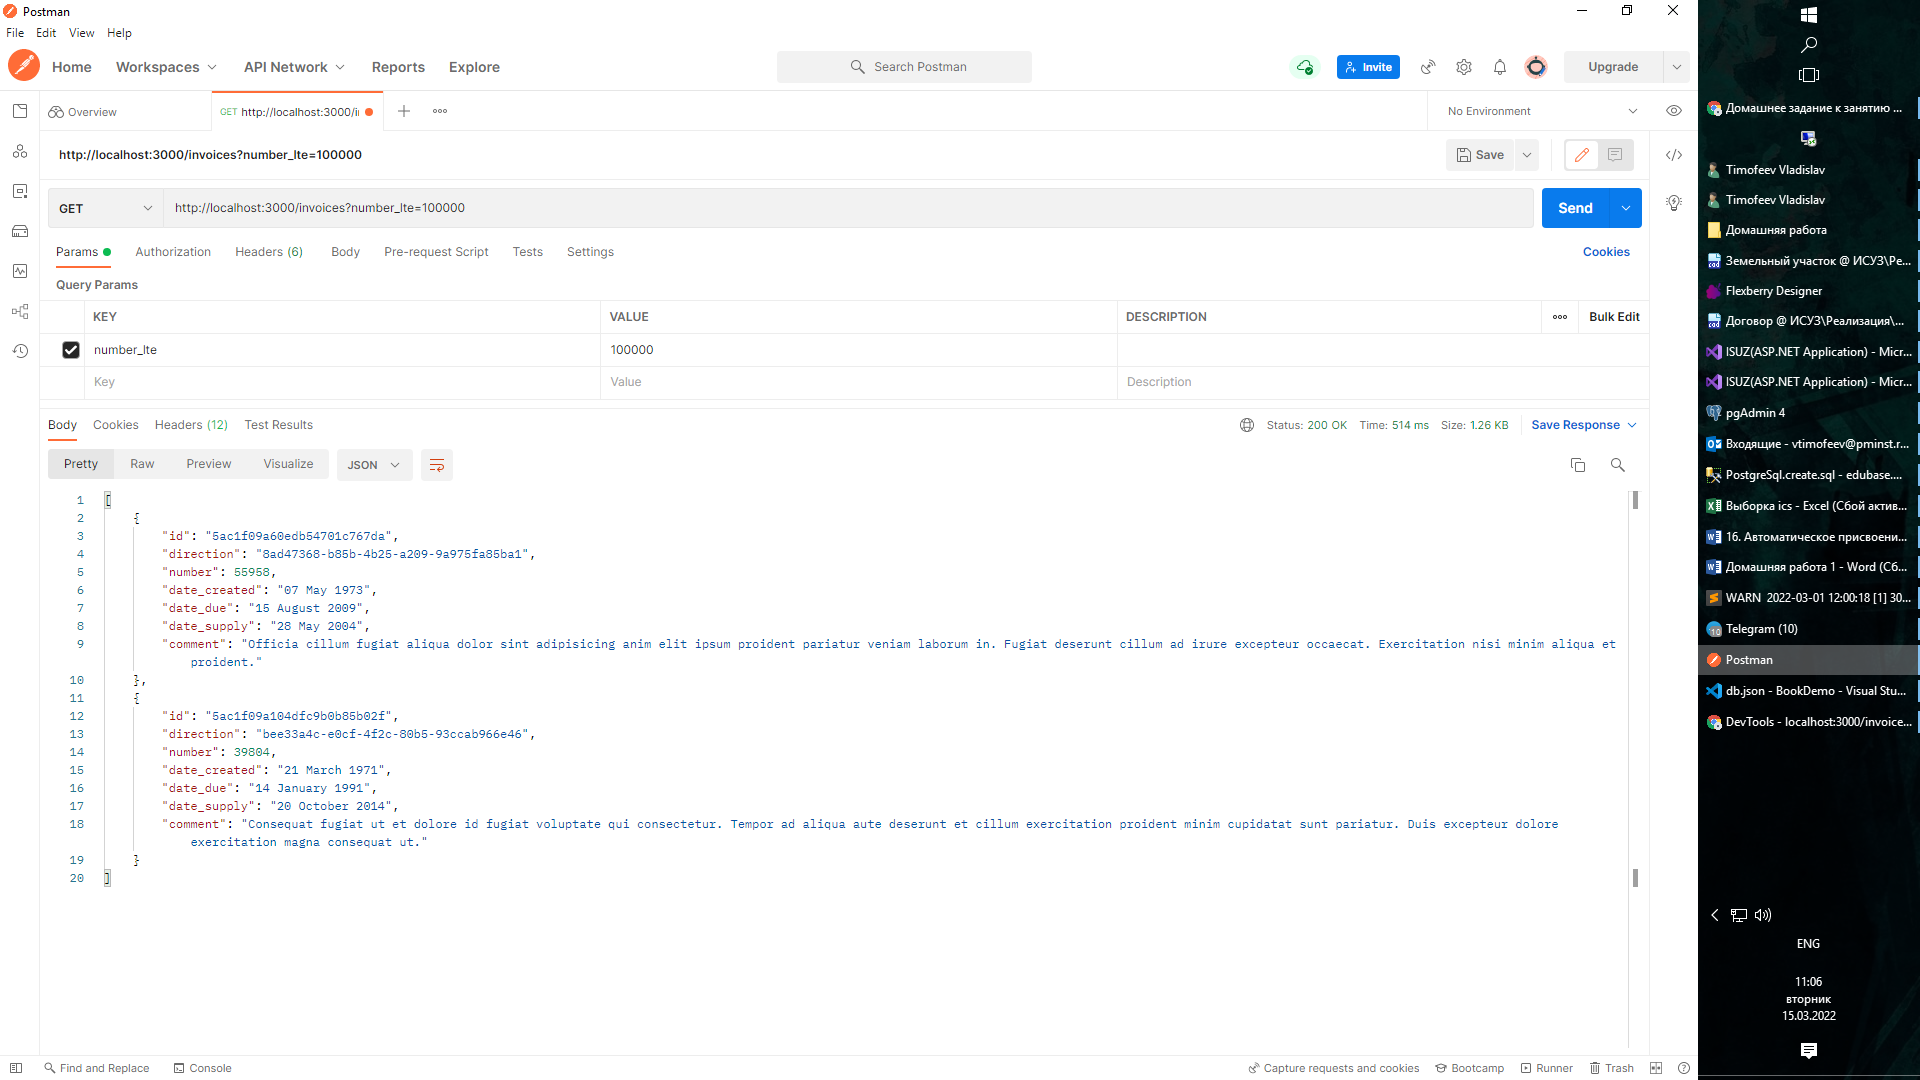 Postman
File Edit View Help
Home Workspaces API Network Reports Explore
Search Postman
Invite
Upgrade
Overview
GET http://localhost:3000/i
No Environment
http://localhost:3000/invoices?number_lte=100000
Save
GET http://localhost:3000/invoices?number_lte=100000
Send
Params Authorization Headers (6) Body Pre-request Script Tests Settings
Cookies
Query Params
KEY VALUE DESCRIPTION
Bulk Edit
number_lte 100000
Key Value Description
Body Cookies Headers (12) Test Results
Status: 200 OK Time: 514 ms Size: 1.26 KB Save Response
Pretty Raw Preview Visualize JSON
1 [
2 {
3 "id": "5ac1f09a60edb54701c767da",
4 "direction": "8ad47368-b85b-4b25-a209-9a975fa85ba1",
5 "number": 55958,
6 "date_created": "07 May 1973",
7 "date_due": "15 August 2009",
8 "date_supply": "28 May 2004",
9 "comment": "Officia cillum fugiat aliqua dolor sint adipisicing anim elit ipsum proident pariatur veniam laborum in. Fugiat deserunt cillum ad irure excepteur occaecat. Exercitation nisi minim aliqua et
proident."
10 },
11 {
12 "id": "5ac1f09a104dfc9b0b85b02f",
13 "direction": "bee33a4c-e0cf-4f2c-80b5-93ccab966e46",
14 "number": 39804,
15 "date_created": "21 March 1971",
16 "date_due": "14 January 1991",
17 "date_supply": "20 October 2014",
18 "comment": "Consequat fugiat ut et dolore id fugiat voluptate qui consectetur. Tempor ad aliqua aute deserunt et cillum exercitation proident minim cupidatat sunt pariatur. Duis excepteur dolore
exercitation magna consequat ut."
19 }
20 ]
Find and Replace Console
Capture requests and cookies Bootcamp Runner Trash
Домашнее задание к занятию ...
Timofeev Vladislav
Timofeev Vladislav
Домашняя работа
Земельный участок @ ИСУЗ\Ре...
Flexberry Designer
Договор @ ИСУЗ\Реализация\...
ISUZ(ASP.NET Application) - Micr...
ISUZ(ASP.NET Application) - Micr...
pgAdmin 4
Входящие - vtimofeev@pminst.r...
PostgreSql.create.sql - edubase....
Выборка ics - Excel (Сбой актив...
16. Автоматическое присвоени...
Домашняя работа 1 - Word (Сб...
WARN 2022-03-01 12:00:18 [1] 30...
Telegram (10)
Postman
db.json - BookDemo - Visual Stu...
DevTools - localhost:3000/invoice...
ENG
11:06
вторник
15.03.2022